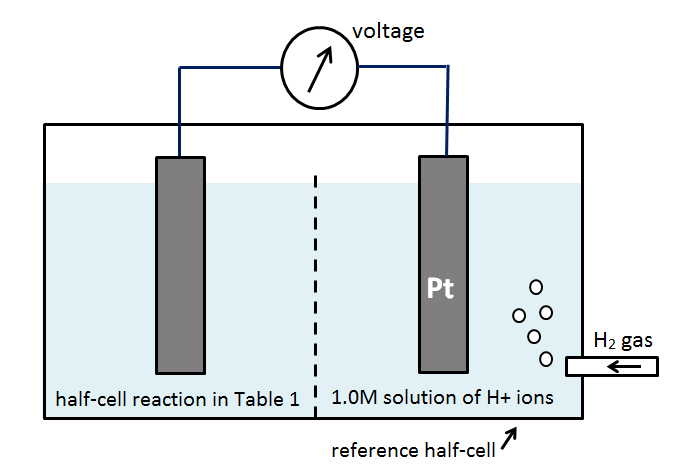 voltage
Pt
H₂ gas
half-cell reaction in Table 1
1.0M solution of H+ ions
reference half-cell